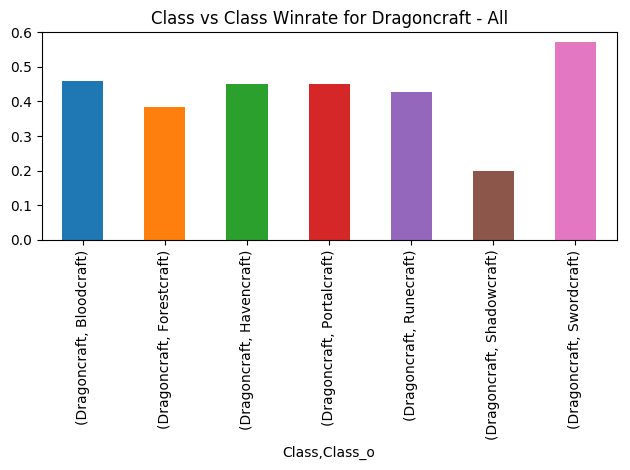 Class vs Class Winrate for Dragoncraft - All
0.6
0.5
0.4
0.3
0.2
0.1
0.0
(Dragoncraft, Bloodcraft)
(Dragoncraft, Forestcraft)
(Dragoncraft, Havencraft)
(Dragoncraft, Portalcraft)
(Dragoncraft, Runecraft)
(Dragoncraft, Shadowcraft)
(Dragoncraft, Swordcraft)
Class,Class_o